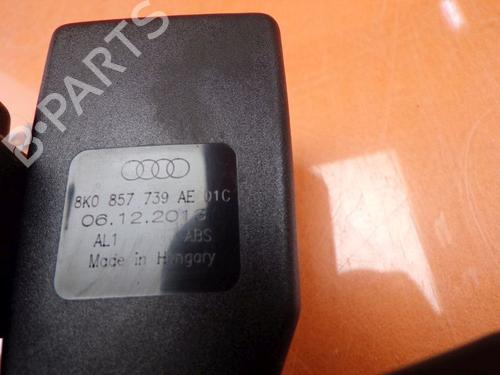 B-PARTS
8K0 857 739 AE 01C
06.12.2013
AL1 ABS
Made in Hungary